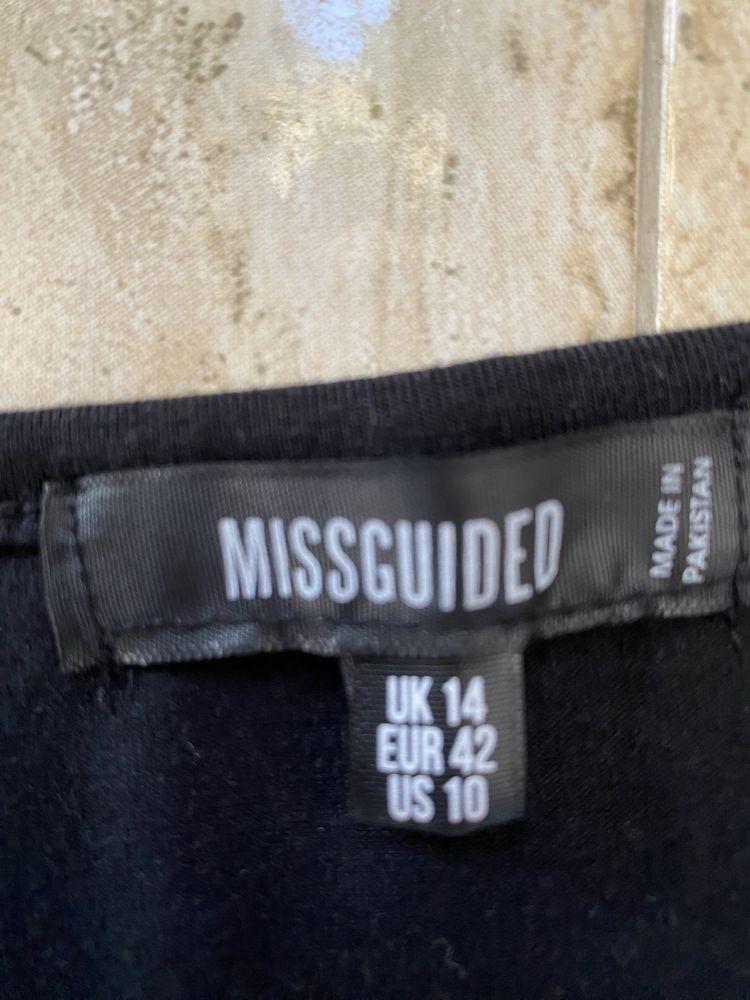 MISSGUIDED
MADE IN
PAKISTAN
UK 14
EUR 42
US 10